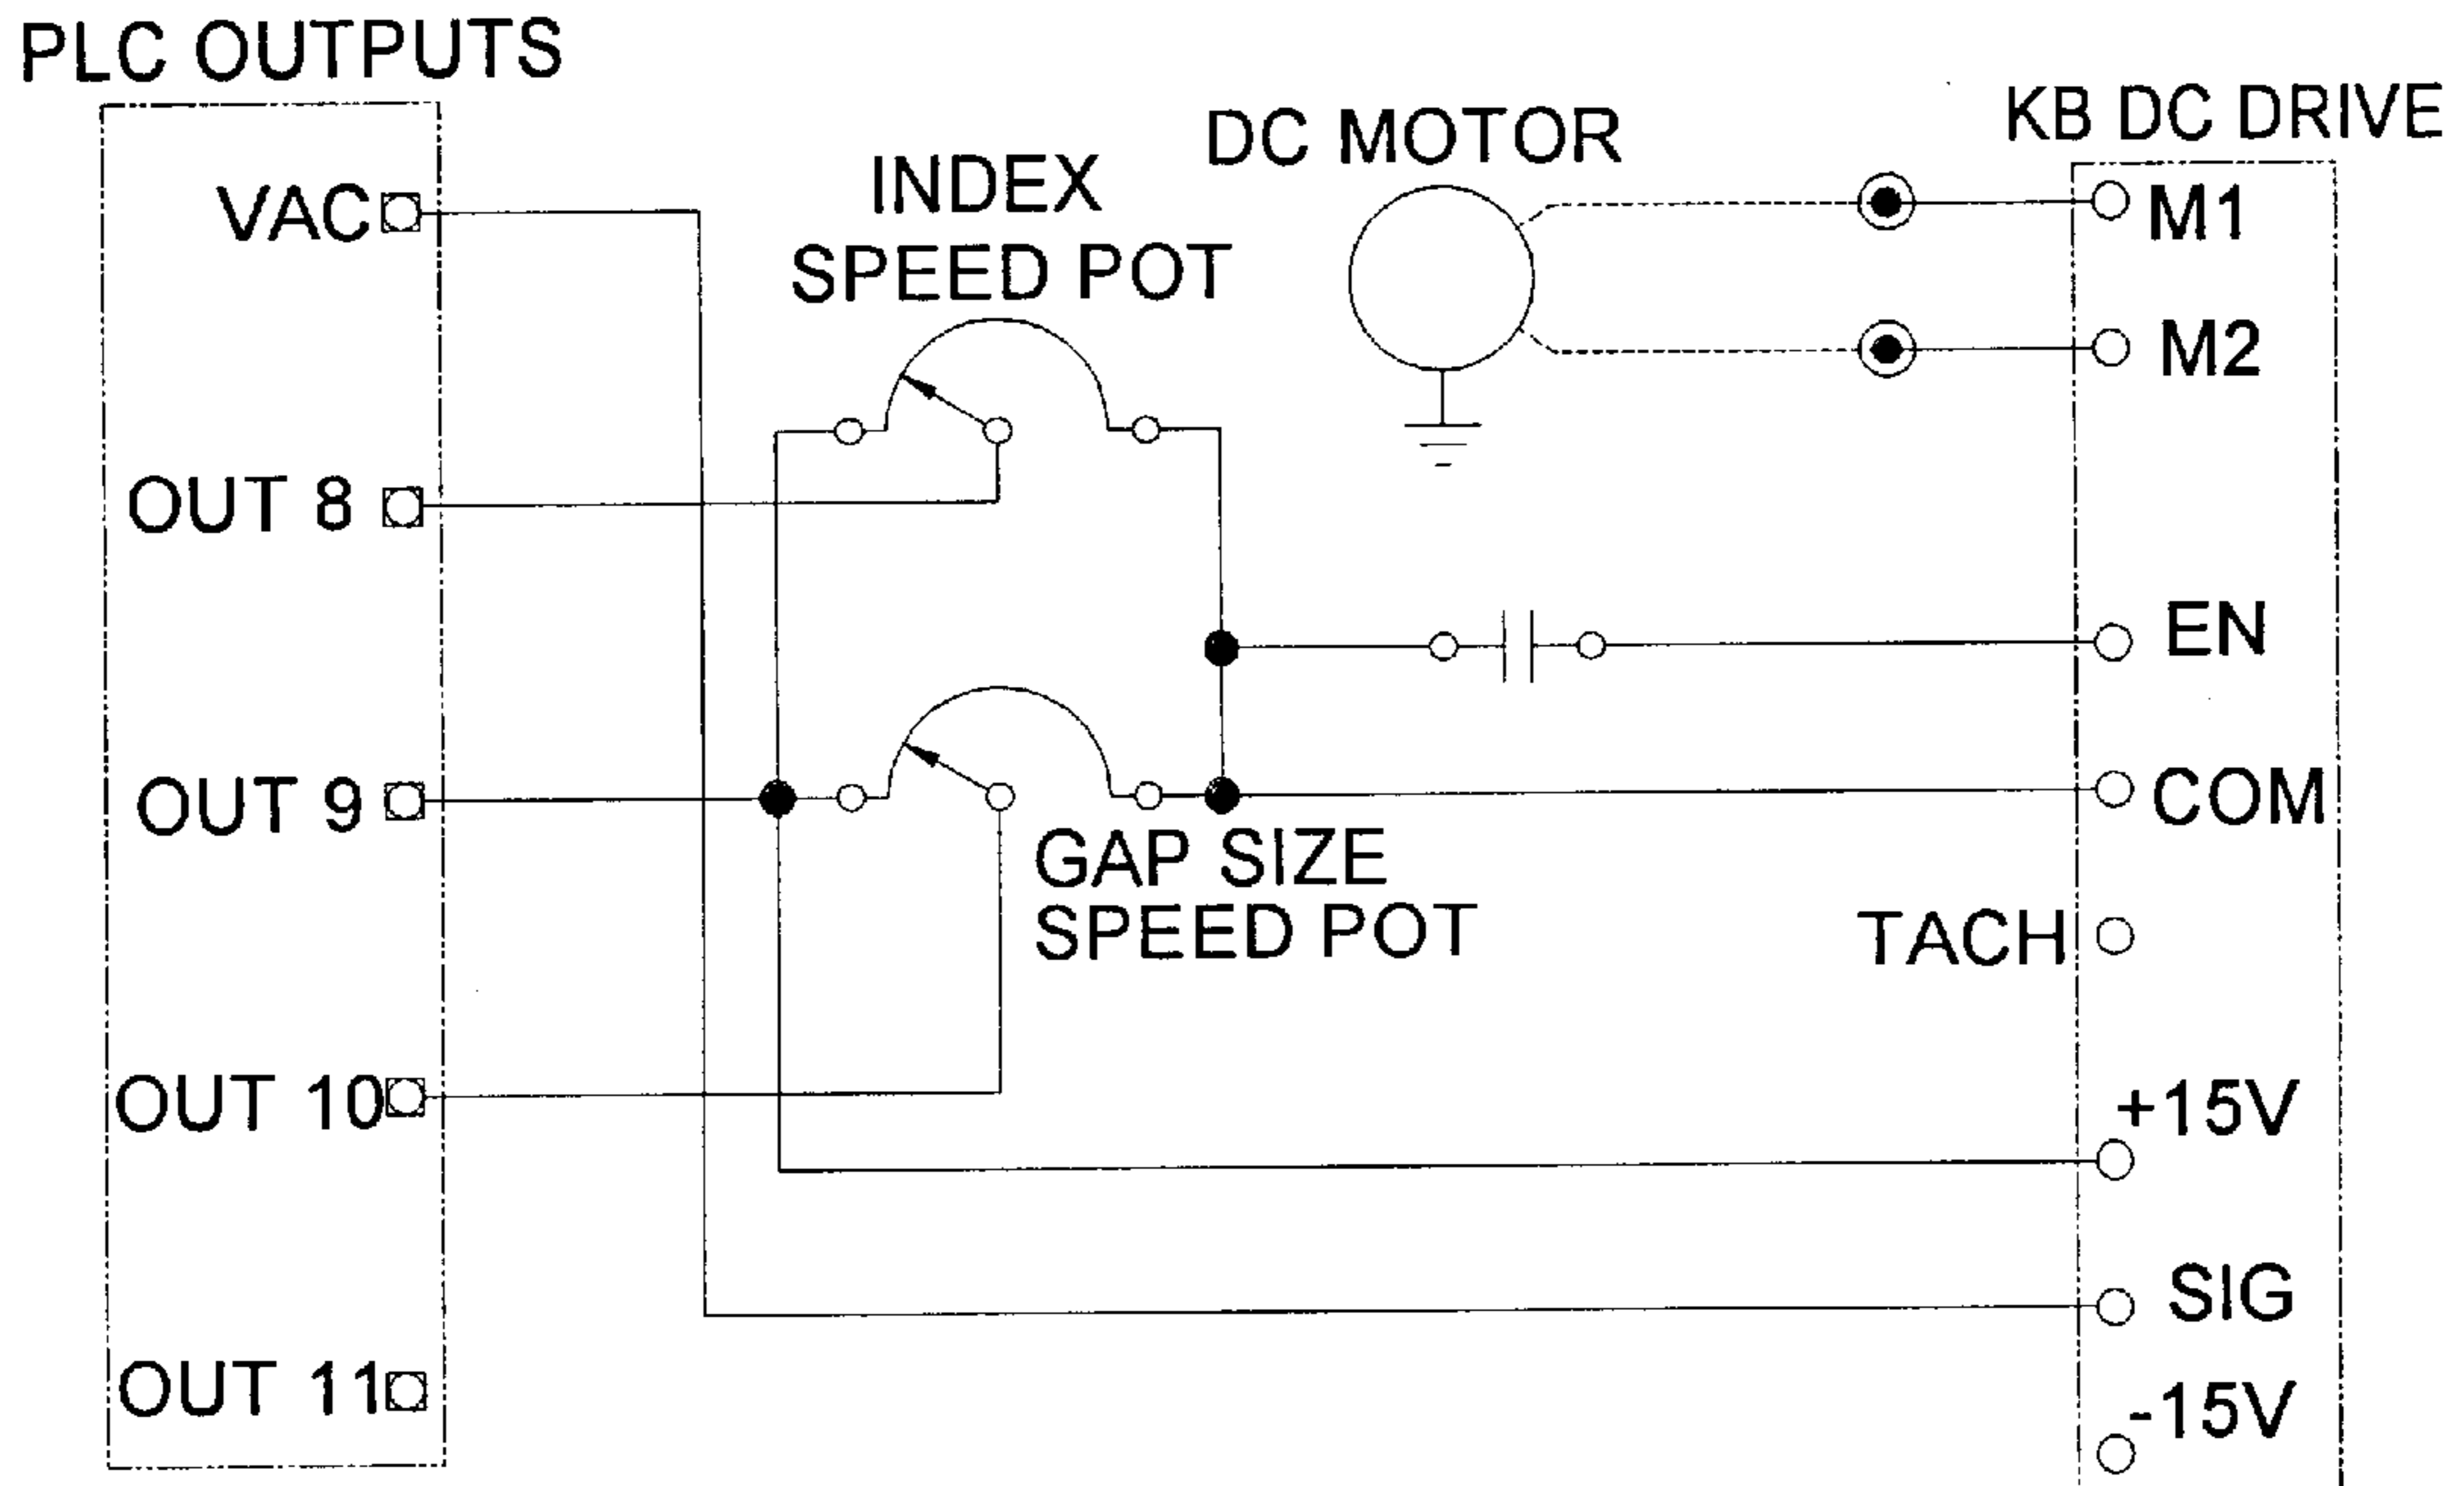 PLC OUTPUTS
VAC
OUT 8
OUT 9
OUT 10
OUT 11
INDEX
SPEED POT
GAP SIZE
SPEED POT
DC MOTOR
KB DC DRIVE
M1
M2
EN
COM
TACH
+15V
SIG
-15V